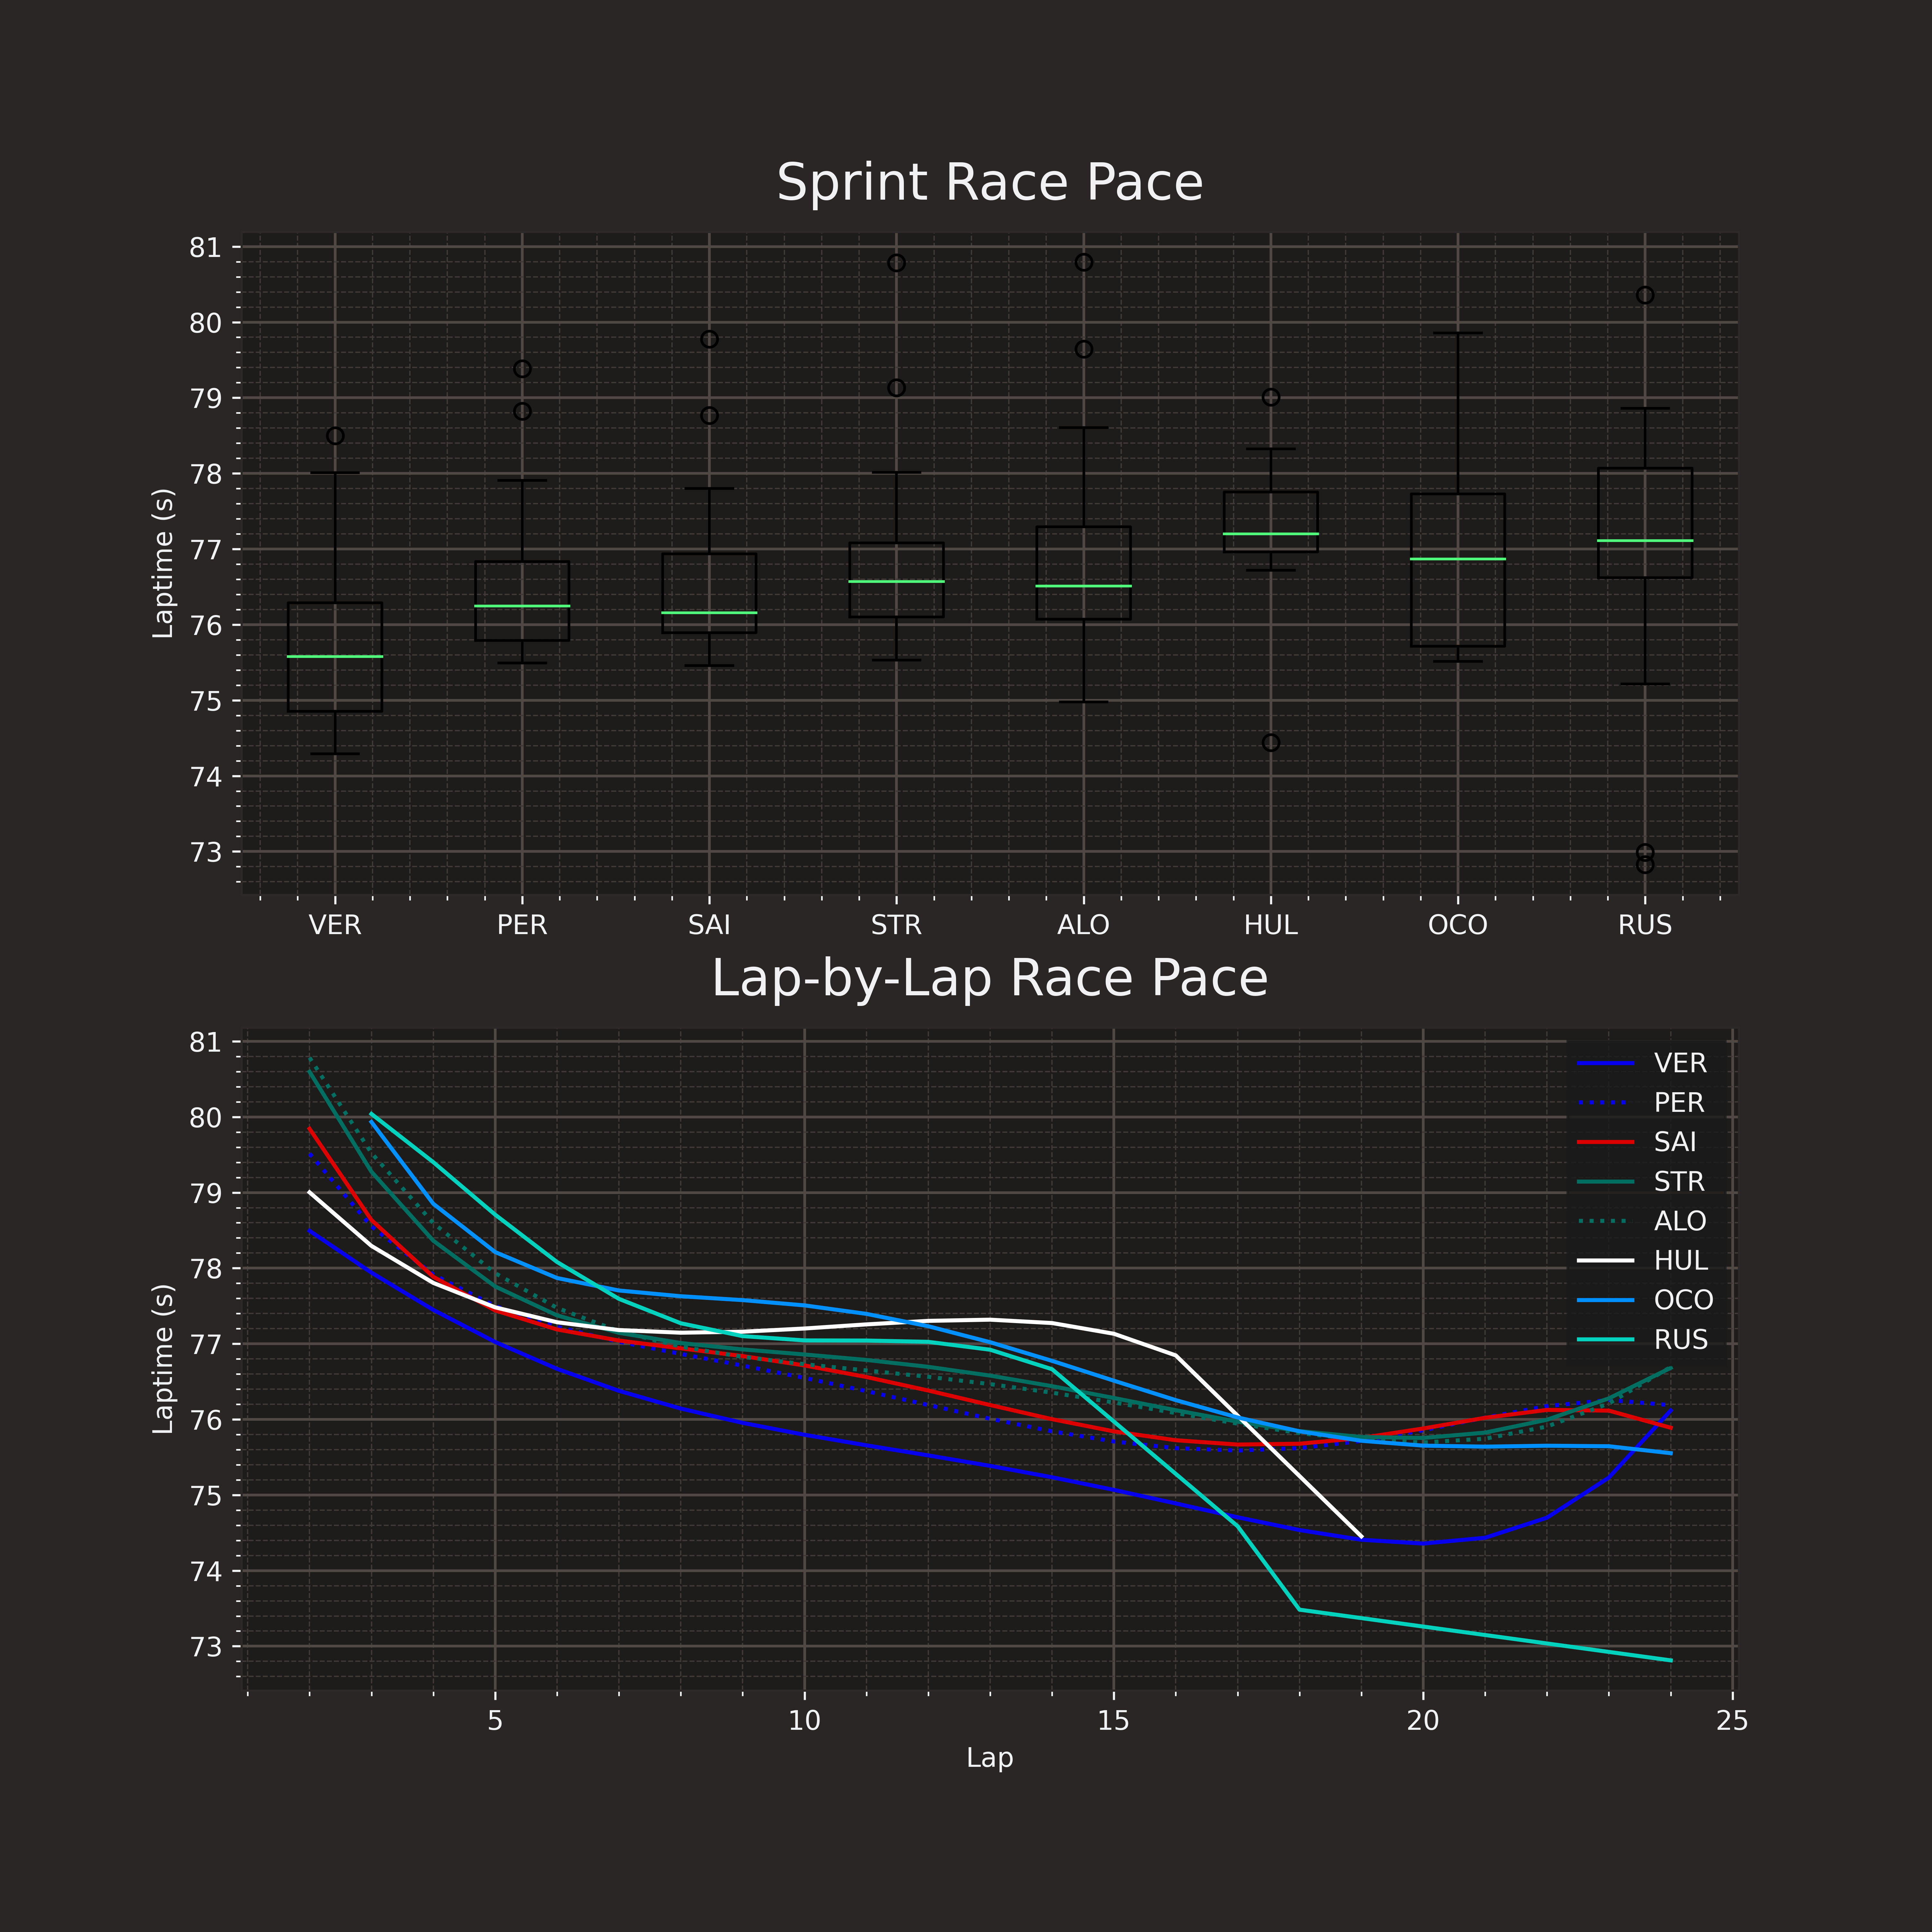 Sprint Race Pace
81
80
79
78
77
76
75
74
73
Laptime (s)
VER PER SAI STR ALO HUL OCO RUS
Lap-by-Lap Race Pace
81
80
79
78
77
76
75
74
73
Laptime (s)
VER
PER
SAI
STR
ALO
HUL
OCO
RUS
5 10 15 20 25
Lap